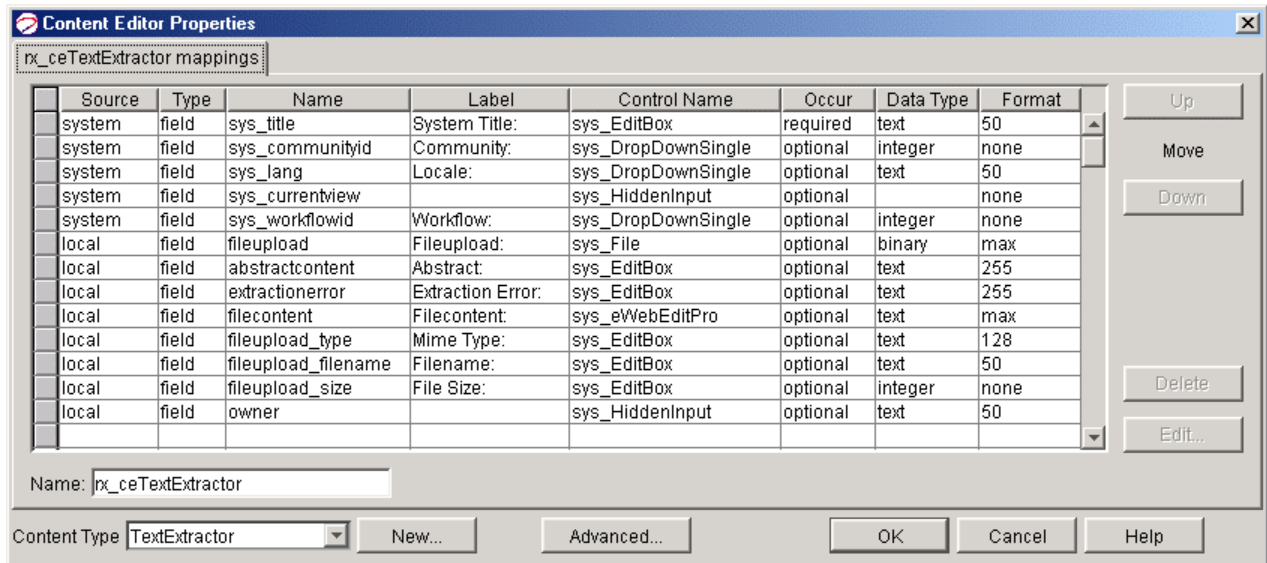 Content Editor Properties
rx_ceTextExtractor mappings
Source Type Name Label Control Name Occur Data Type Format
system field sys_title System Title: sys_EditBox required text 50
system field sys_communityid Community: sys_DropDownSingle optional integer none
system field sys_lang Locale: sys_DropDownSingle optional text 50
system field sys_currentview sys_HiddenInput optional none
system field sys_workflowid Workflow: sys_DropDownSingle optional integer none
local field fileupload Fileupload: sys_File optional binary max
local field abstractcontent Abstract: sys_EditBox optional text 255
local field extractionerror Extraction Error: sys_EditBox optional text 255
local field filecontent Filecontent: sys_eWebEditPro optional text max
local field fileupload_type Mime Type: sys_EditBox optional text 128
local field fileupload_filename Filename: sys_EditBox optional text 50
local field fileupload_size File Size: sys_EditBox optional integer none
local field owner sys_HiddenInput optional text 50
Up
Move
Down
Delete
Edit...
Name: rx_ceTextExtractor
Content Type TextExtractor New... Advanced... OK Cancel Help